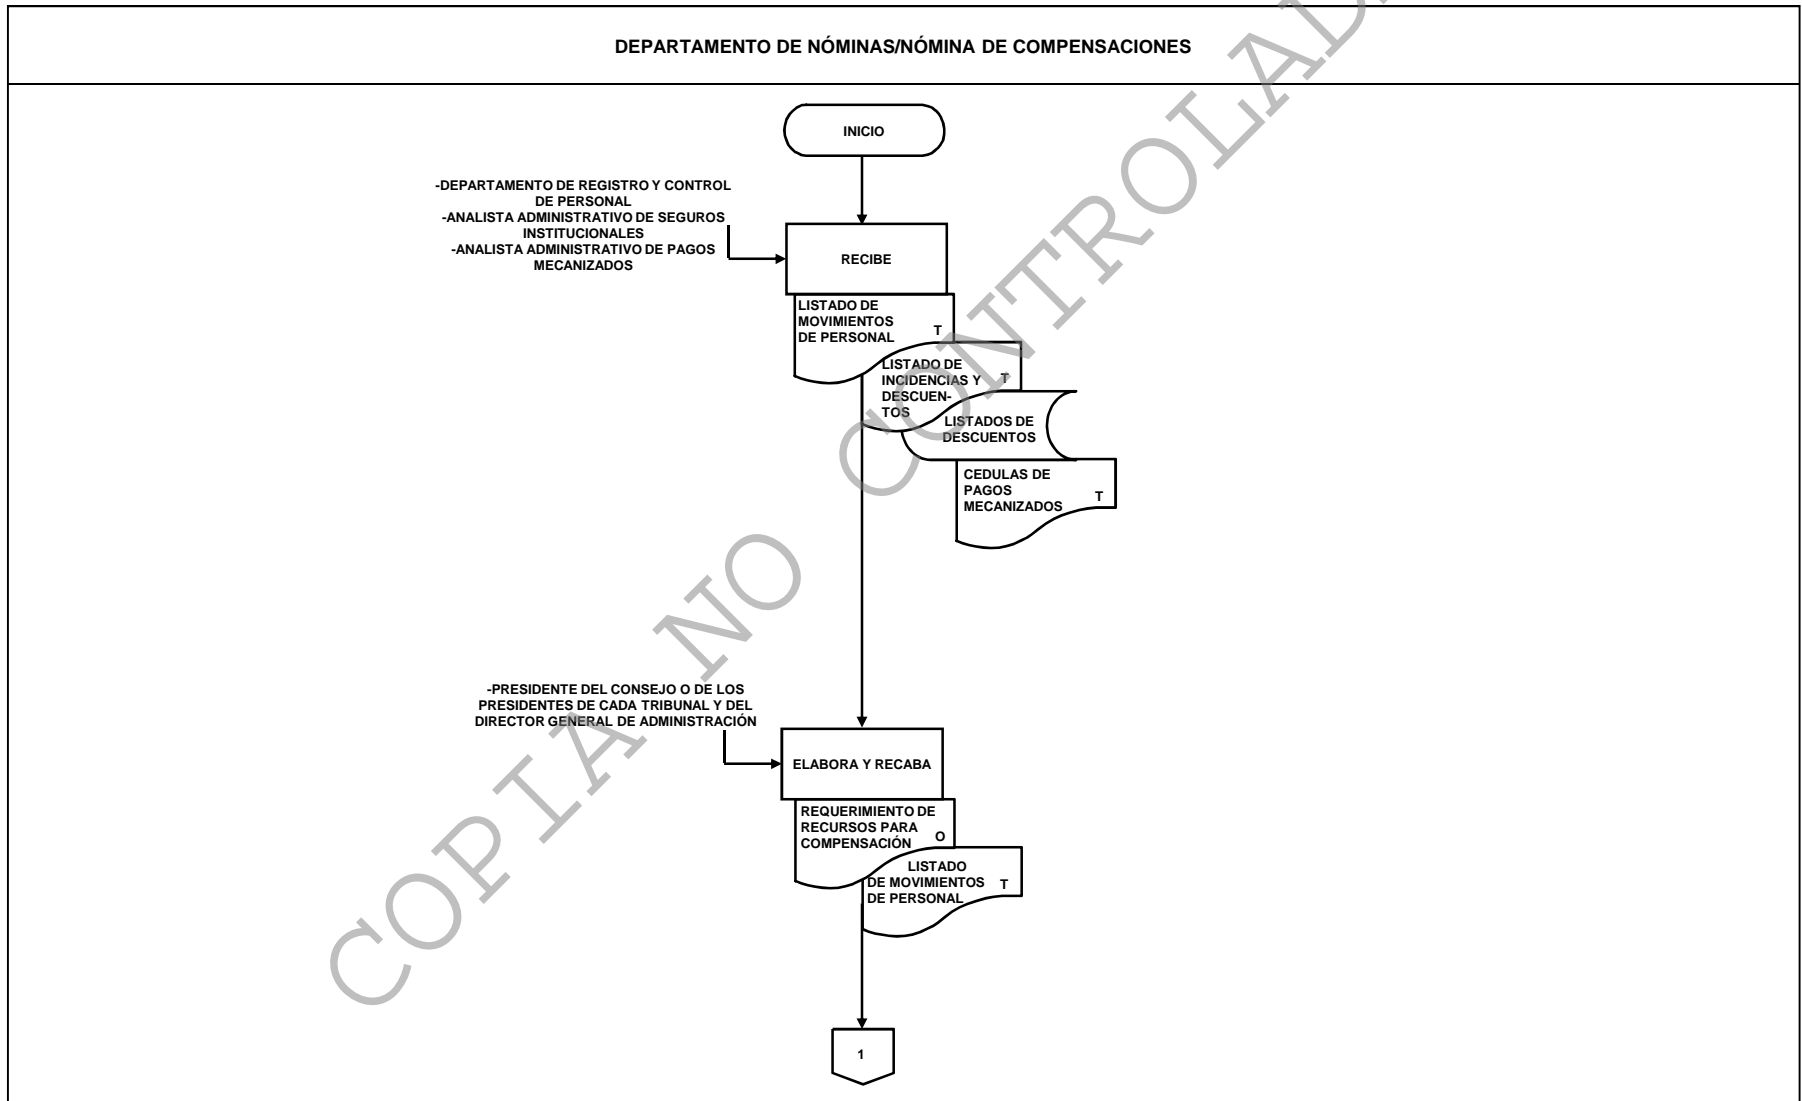 DEPARTAMENTO DE NÓMINAS/NÓMINA DE COMPENSACIONES
INICIO
-DEPARTAMENTO DE REGISTRO Y CONTROL
DE PERSONAL
-ANALISTA ADMINISTRATIVO DE SEGUROS
INSTITUCIONALES
-ANALISTA ADMINISTRATIVO DE PAGOS
MECANIZADOS
RECIBE
LISTADO DE
MOVIMIENTOS
DE PERSONAL T
LISTADO DE
INCIDENCIAS Y T
DESCUEN-
TOS
LISTADOS DE
DESCUENTOS
CEDULAS DE
PAGOS
MECANIZADOS T
-PRESIDENTE DEL CONSEJO O DE LOS
PRESIDENTES DE CADA TRIBUNAL Y DEL
DIRECTOR GENERAL DE ADMINISTRACIÓN
ELABORA Y RECABA
REQUERIMIENTO DE
RECURSOS PARA
COMPENSACIÓN O
LISTADO
DE MOVIMIENTOS T
DE PERSONAL
1
COPIA NO CONTROLAD